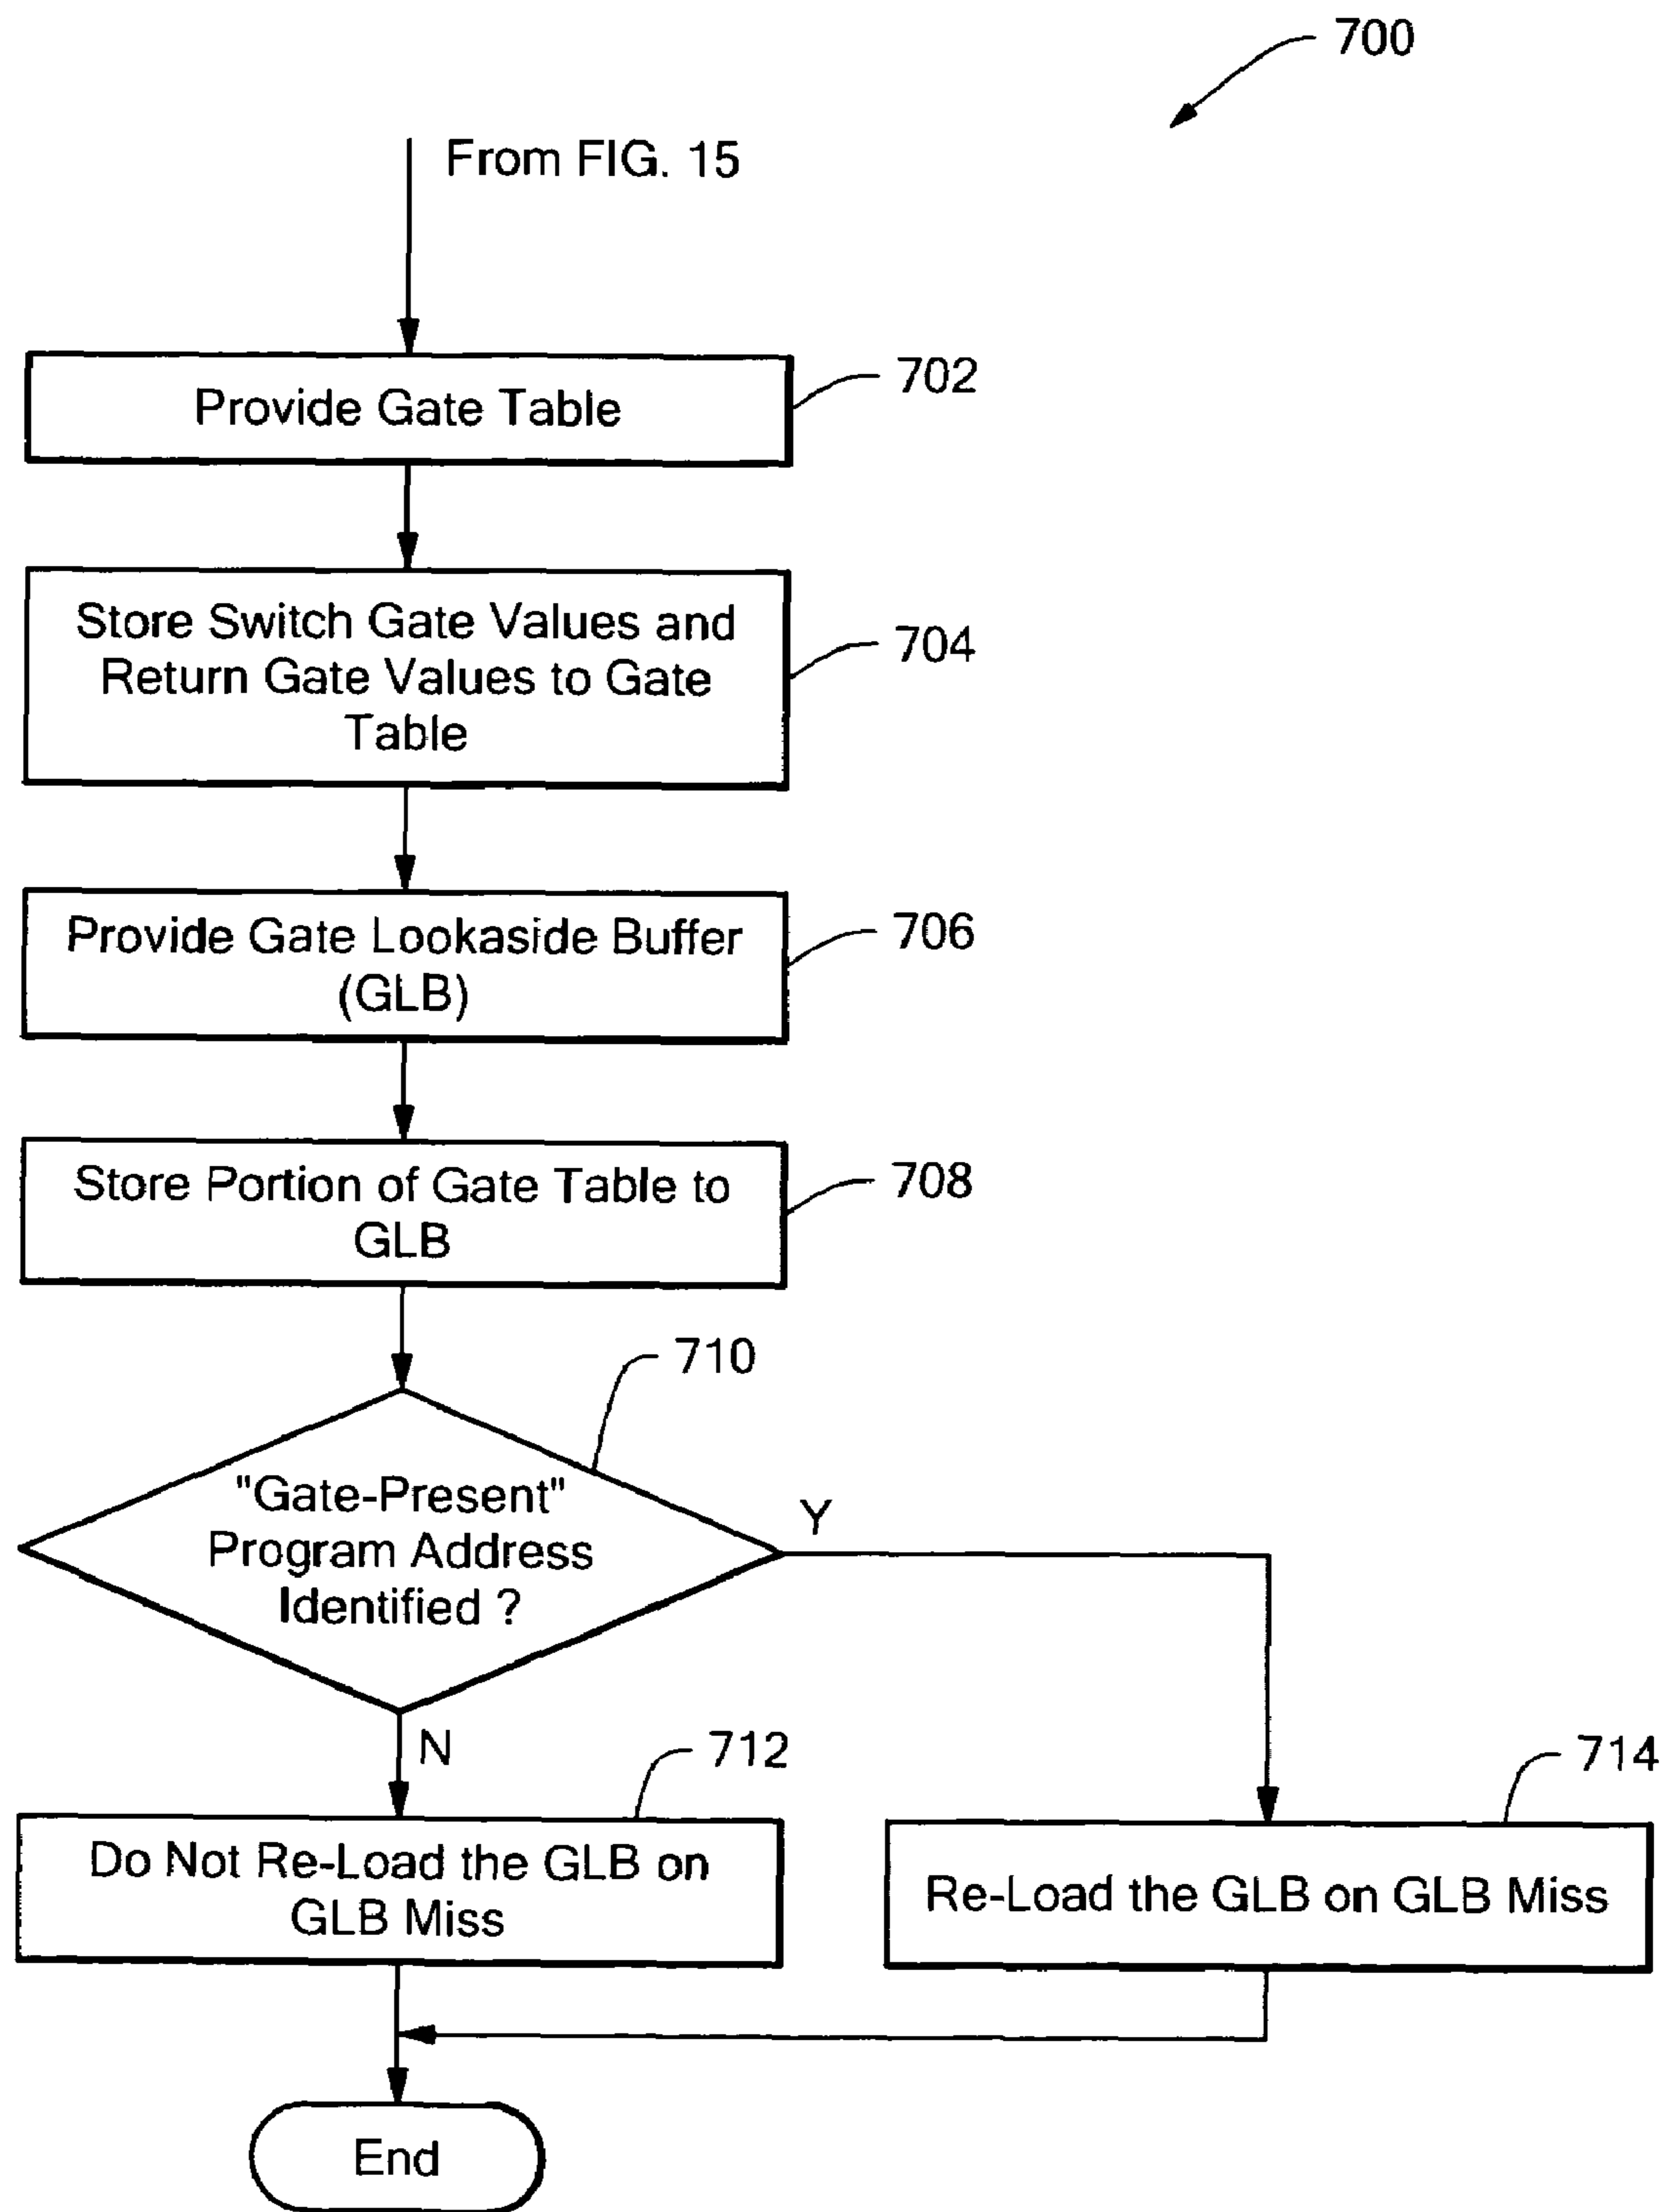 700
From FIG. 15
Provide Gate Table
702
Store Switch Gate Values and
Return Gate Values to Gate
Table
704
Provide Gate Lookaside Buffer
(GLB)
706
Store Portion of Gate Table to
GLB
708
710
"Gate-Present"
Program Address
Identified ?
Y
N
712
Do Not Re-Load the GLB on
GLB Miss
714
Re-Load the GLB on GLB Miss
End